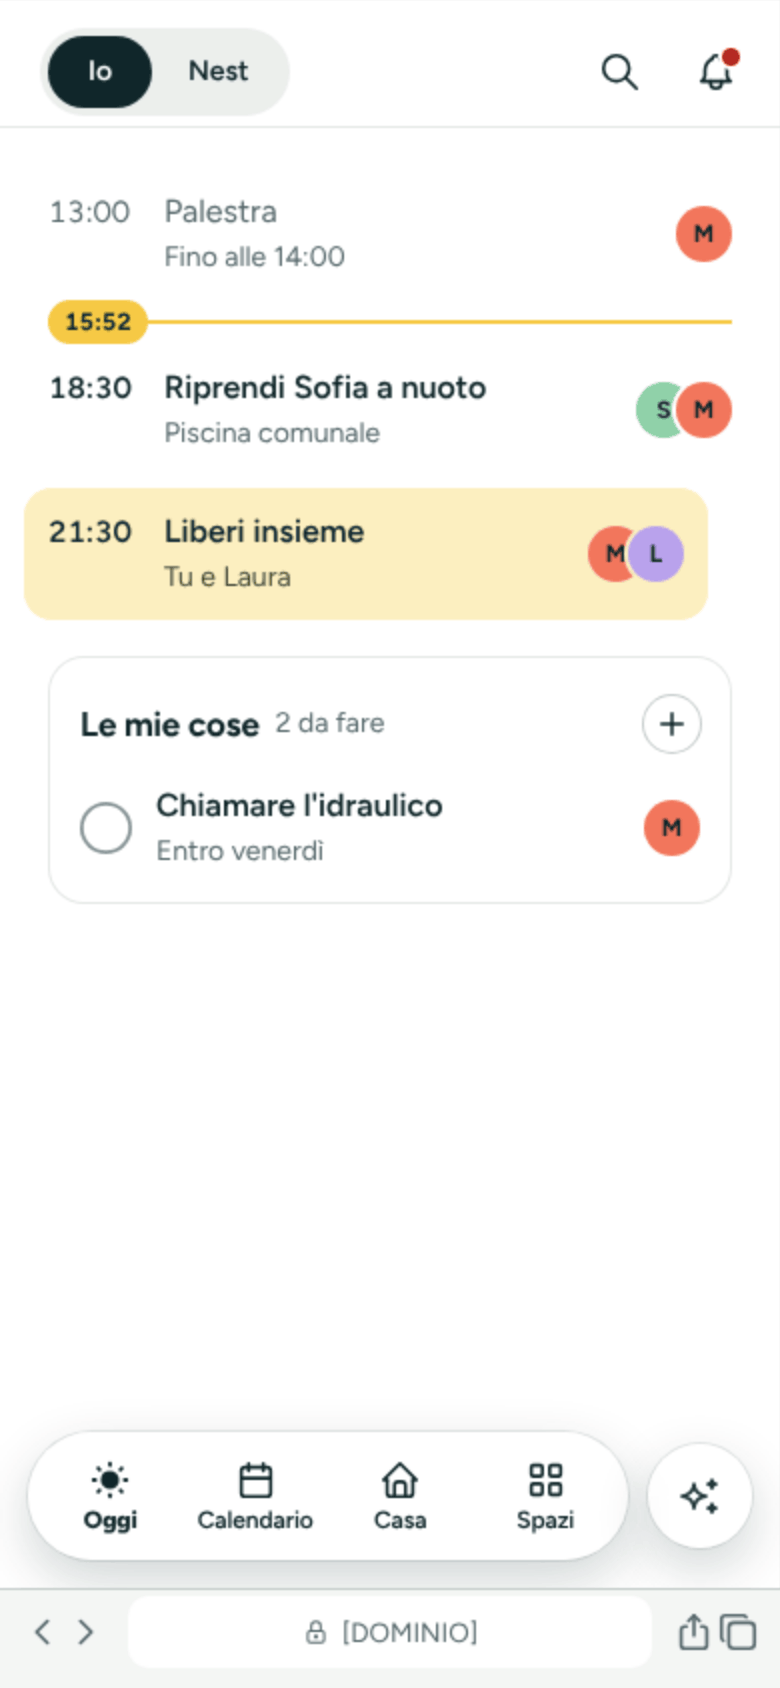 Io Nest
13:00 Palestra
Fino alle 14:00
M
15:52
18:30 Riprendi Sofia a nuoto
Piscina comunale
S M
21:30 Liberi insieme
Tu e Laura
M L
Le mie cose 2 da fare
Chiamare l'idraulico
Entro venerdì
M
Oggi Calendario Casa Spazi
[DOMINIO]